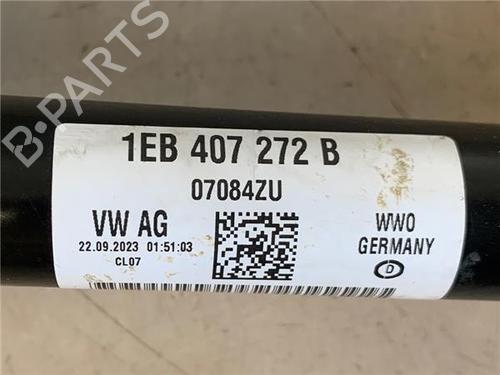 B-PARTS
1EB 407 272 B
07084ZU
VW AG
22.09.2023 01:51:03
CL07
WWO
GERMANY
D